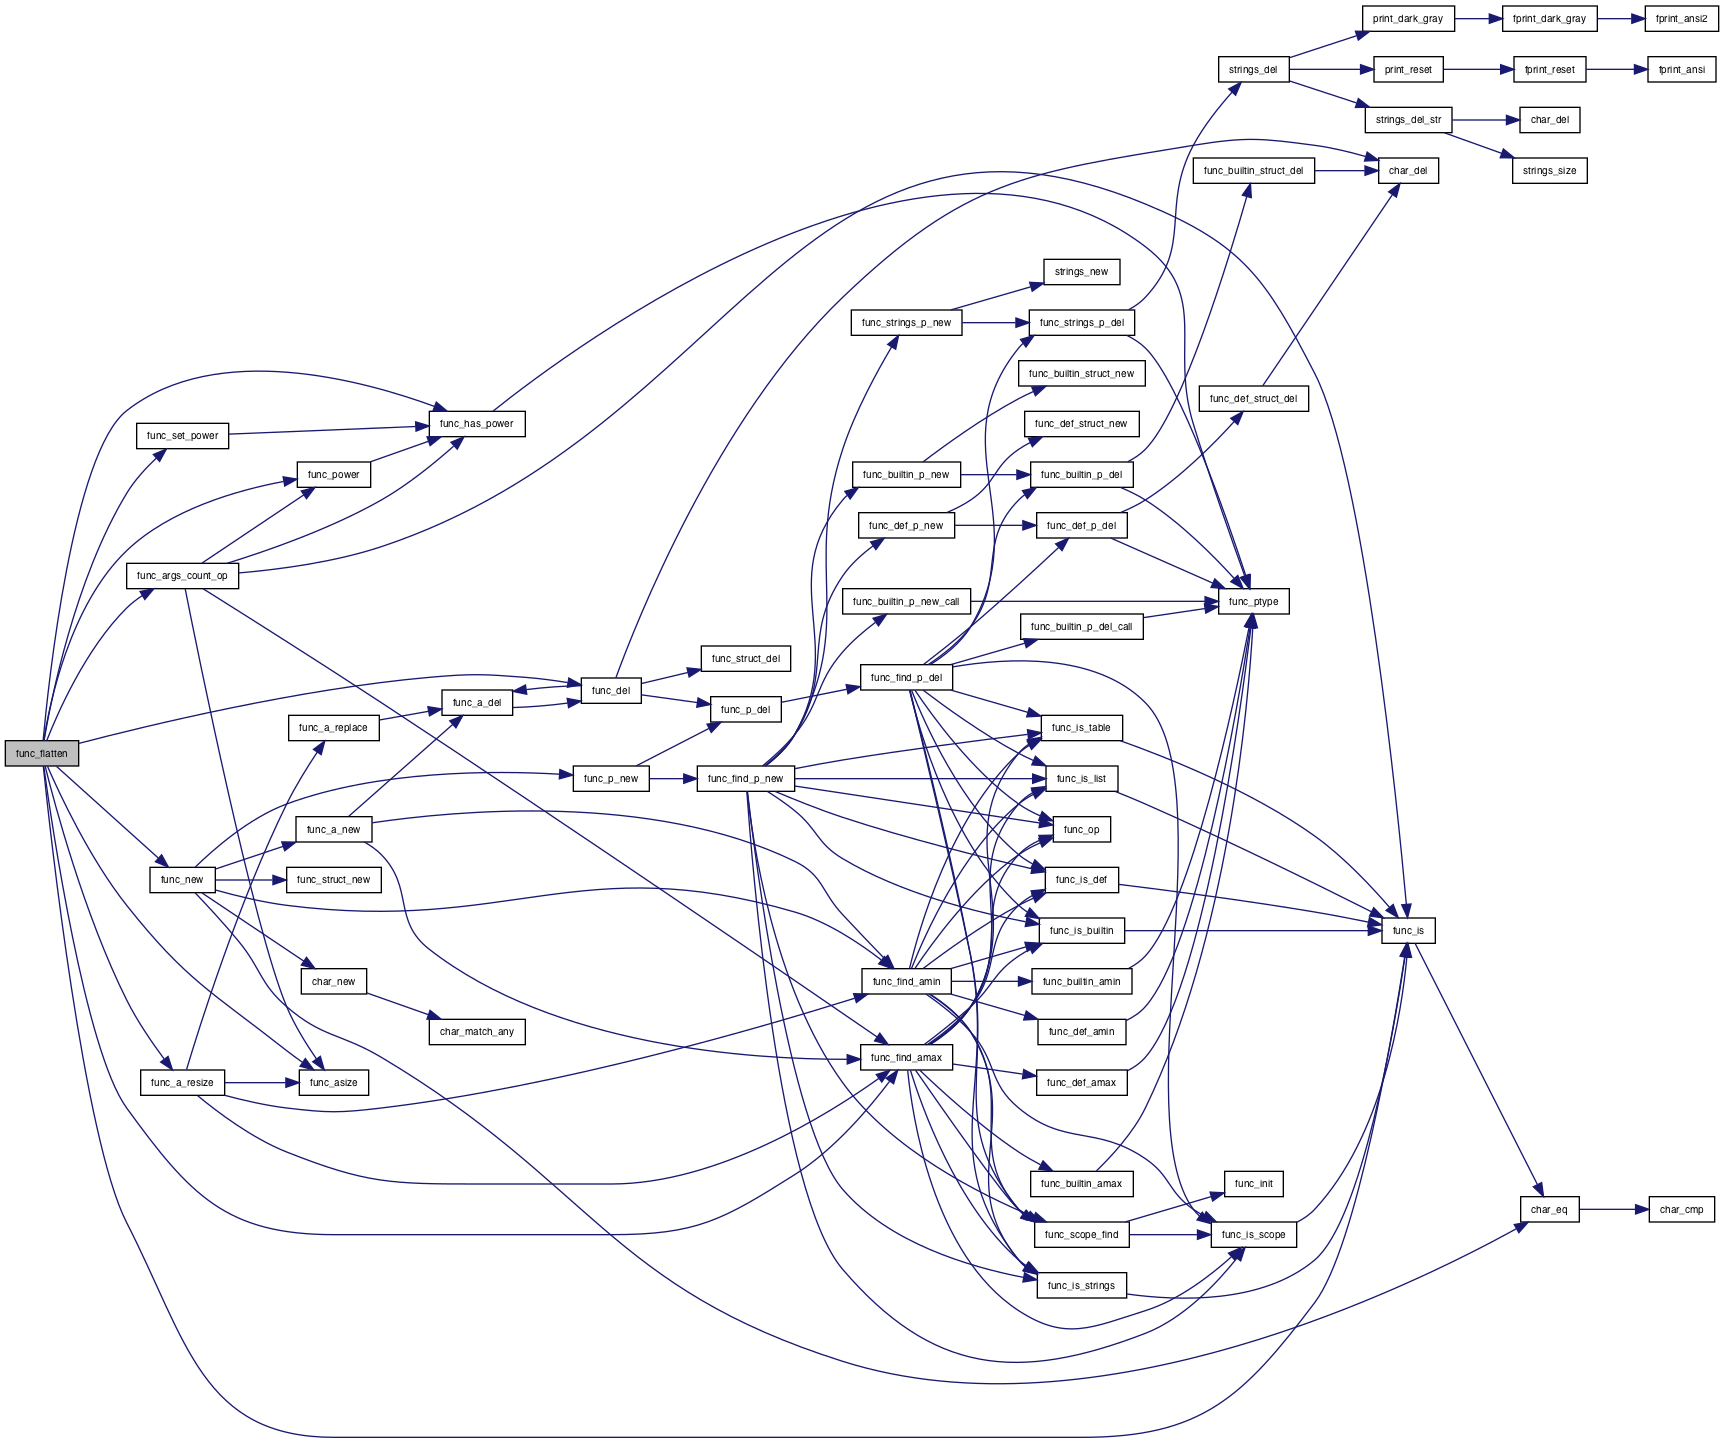 print_dark_gray
fprint_dark_gray
fprint_ansi2
strings_del
print_reset
fprint_reset
fprint_ansi
strings_del_str
char_del
func_builtin_struct_del
char_del
strings_size
strings_new
func_strings_p_new
func_strings_p_del
func_builtin_struct_new
func_def_struct_del
func_has_power
func_def_struct_new
func_set_power
func_power
func_builtin_p_new
func_builtin_p_del
func_def_p_new
func_def_p_del
func_args_count_op
func_builtin_p_new_call
func_ptype
func_builtin_p_del_call
func_struct_del
func_find_p_del
func_del
func_a_del
func_p_del
func_a_replace
func_is_table
func_flatten
func_p_new
func_find_p_new
func_is_list
func_a_new
func_op
func_new
func_struct_new
func_is_def
func_is_builtin
func_is
char_new
func_find_amin
func_builtin_amin
char_match_any
func_def_amin
func_find_amax
func_a_resize
func_asize
func_def_amax
func_builtin_amax
func_init
char_eq
char_cmp
func_scope_find
func_is_scope
func_is_strings